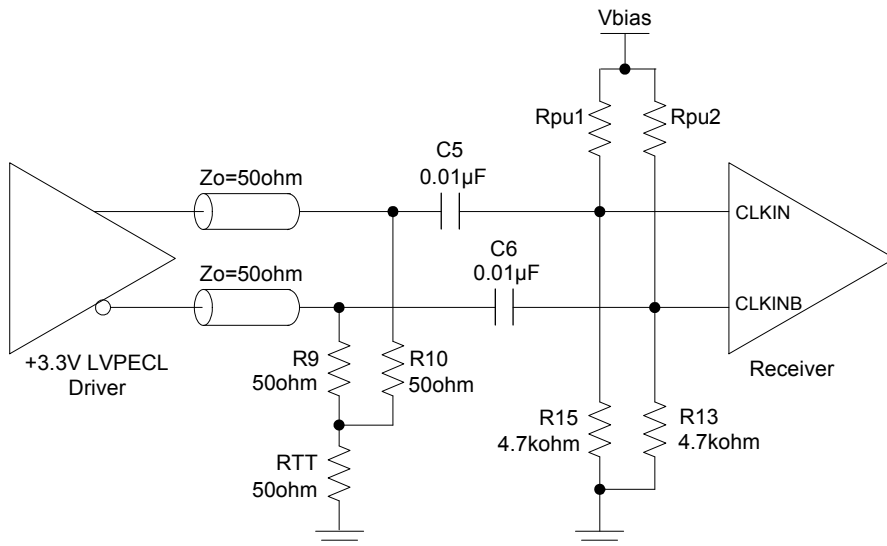 Vbias
Rpu1
Rpu2
C5
0.01µF
Zo=50ohm
CLKIN
C6
0.01µF
Zo=50ohm
CLKINB
+3.3V LVPECL
Driver
R9
50ohm
R10
50ohm
Receiver
R15
4.7kohm
R13
4.7kohm
RTT
50ohm